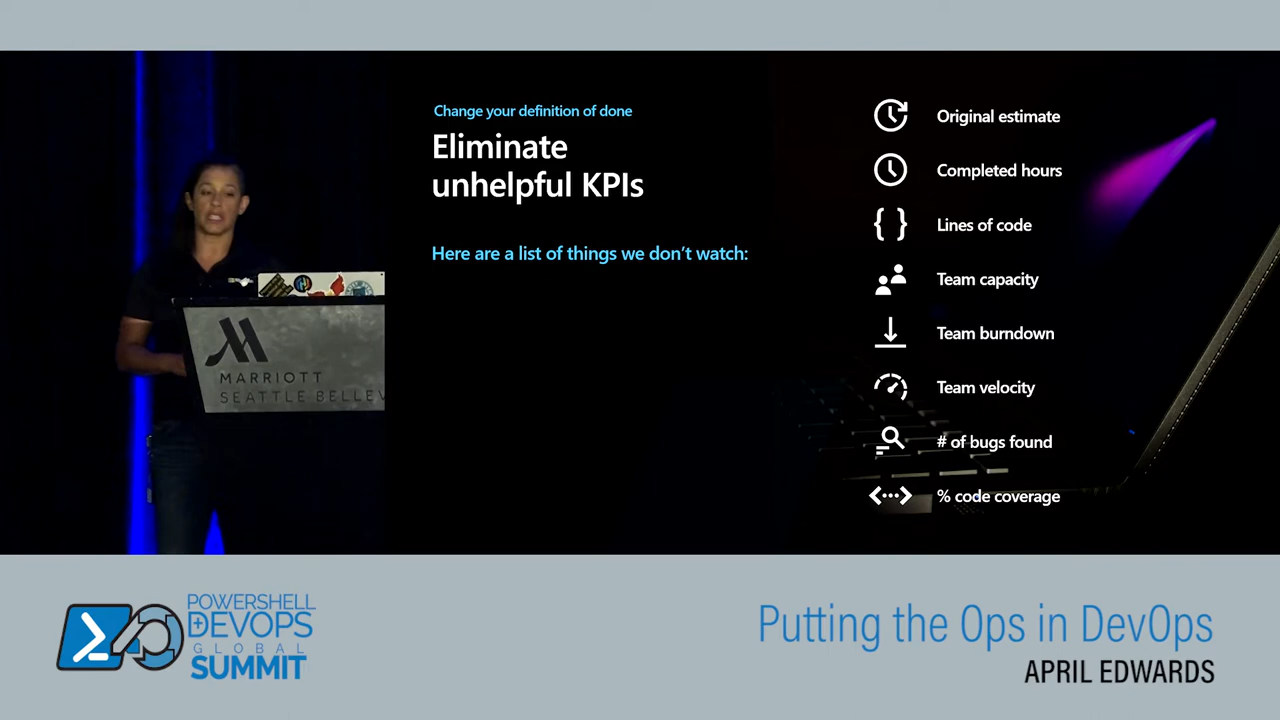 Change your definition of done
Eliminate
unhelpful KPIs
Here are a list of things we don't watch:
Original estimate
Completed hours
Lines of code
Team capacity
Team burndown
Team velocity
# of bugs found
% code coverage
MARRIOTT
SEATTLE BELLEV
POWERSHELL
+DEVOPS
GLOBAL
SUMMIT
Putting the Ops in DevOps
APRIL EDWARDS